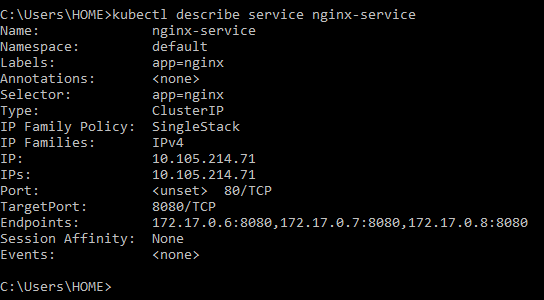 C:\Users\HOME>kubectl describe service nginx-service
Name:              nginx-service
Namespace:         default
Labels:            app=nginx
Annotations:       <none>
Selector:          app=nginx
Type:              ClusterIP
IP Family Policy:  SingleStack
IP Families:       IPv4
IP:                10.105.214.71
IPs:               10.105.214.71
Port:              <unset>  80/TCP
TargetPort:        8080/TCP
Endpoints:         172.17.0.6:8080,172.17.0.7:8080,172.17.0.8:8080
Session Affinity:  None
Events:            <none>
C:\Users\HOME>